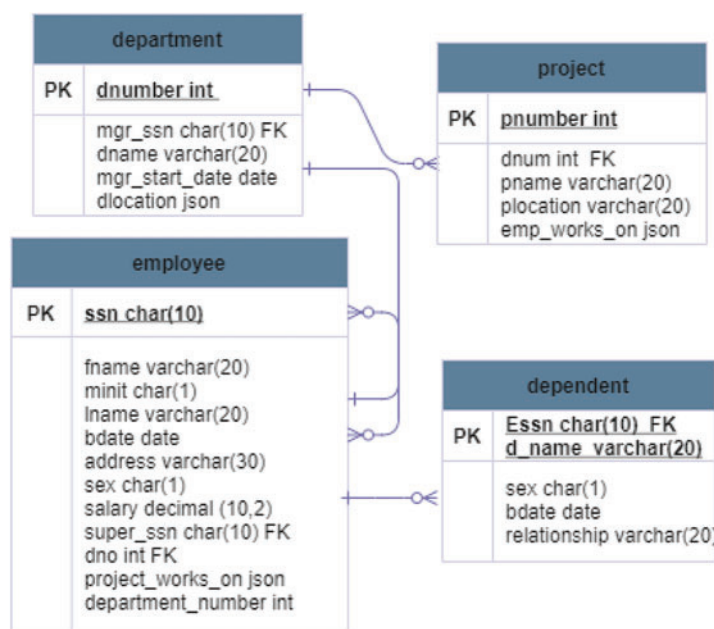 department
PK dnumber int
mgr_ssn char(10) FK
dname varchar(20)
mgr_start_date date
dlocation json
project
PK pnumber int
dnum int FK
pname varchar(20)
plocation varchar(20)
emp_works_on json
employee
PK ssn char(10)
fname varchar(20)
minit char(1)
lname varchar(20)
bdate date
address varchar(30)
sex char(1)
salary decimal (10,2)
super_ssn char(10) FK
dno int FK
project_works_on json
department_number int
dependent
PK Essn char(10) FK
d_name varchar(20)
sex char(1)
bdate date
relationship varchar(20)